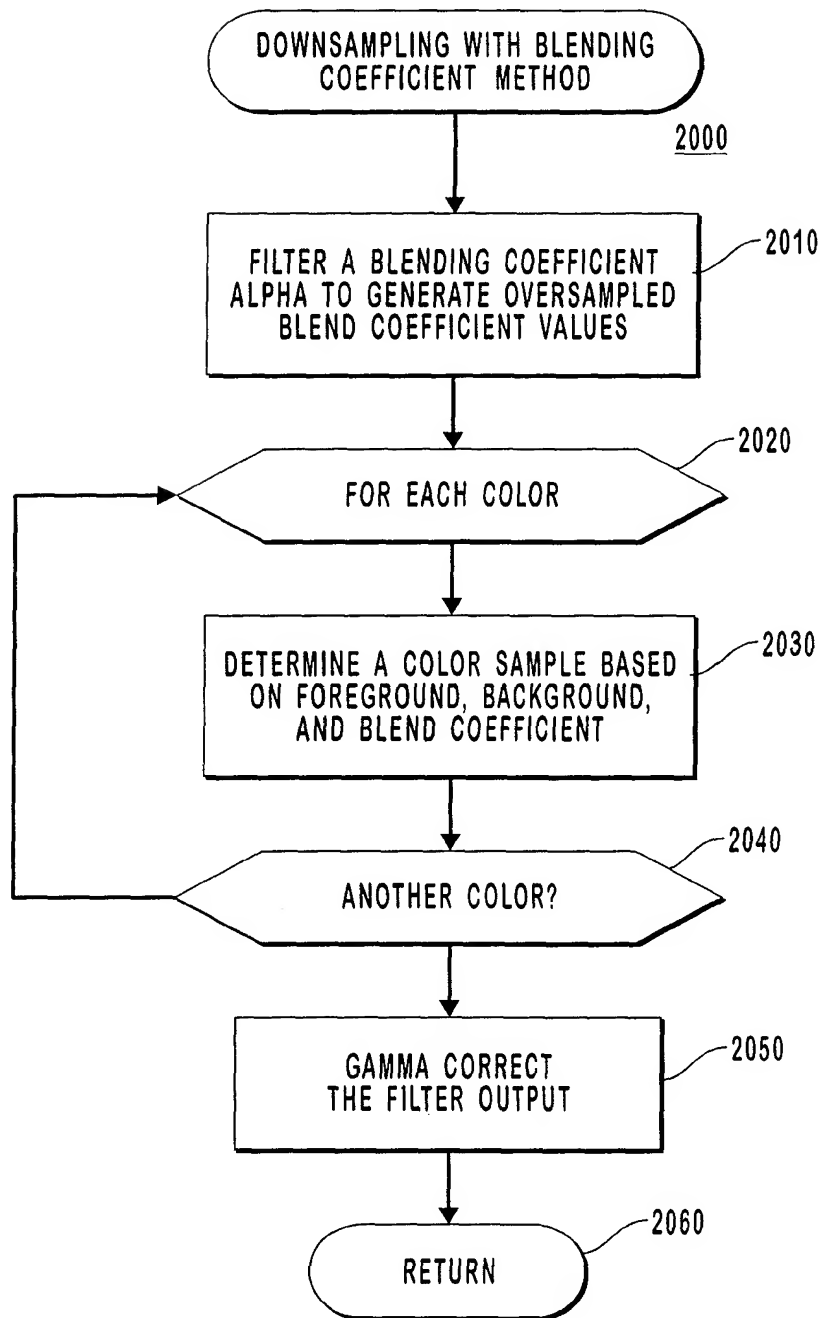 DOWNSAMPLING WITH BLENDING
COEFFICIENT METHOD
2000
2010
FILTER A BLENDING COEFFICIENT
ALPHA TO GENERATE OVERSAMPLED
BLEND COEFFICIENT VALUES
2020
FOR EACH COLOR
2030
DETERMINE A COLOR SAMPLE BASED
ON FOREGROUND, BACKGROUND,
AND BLEND COEFFICIENT
2040
ANOTHER COLOR?
2050
GAMMA CORRECT
THE FILTER OUTPUT
2060
RETURN